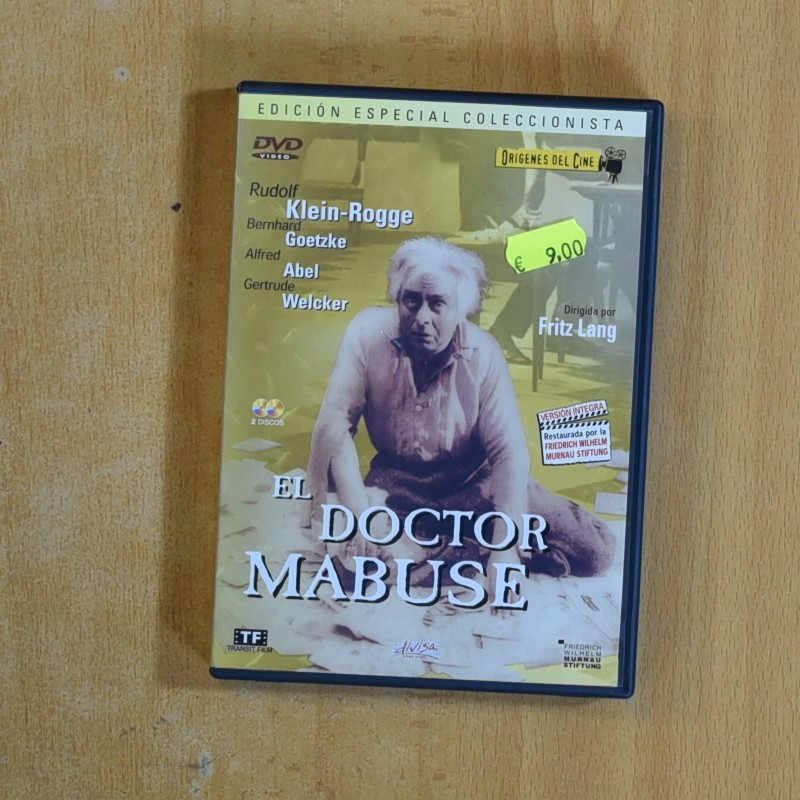 EDICIÓN ESPECIAL COLECCIONISTA
DVD
VIDEO
ORÍGENES DEL CINE
Rudolf
Klein-Rogge
Bernhard
Goetzke
Alfred
Abel
Gertrude
Welcker
€ 9,00
Dirigida por
Fritz Lang
2 DISCOS
VERSIÓN ÍNTEGRA
Restaurada por la
FRIEDRICH WILHELM
MURNAU STIFTUNG
EL
DOCTOR
MABUSE
TF
TRANSIT FILM
divisa
FRIEDRICH
WILHELM
MURNAU
STIFTUNG